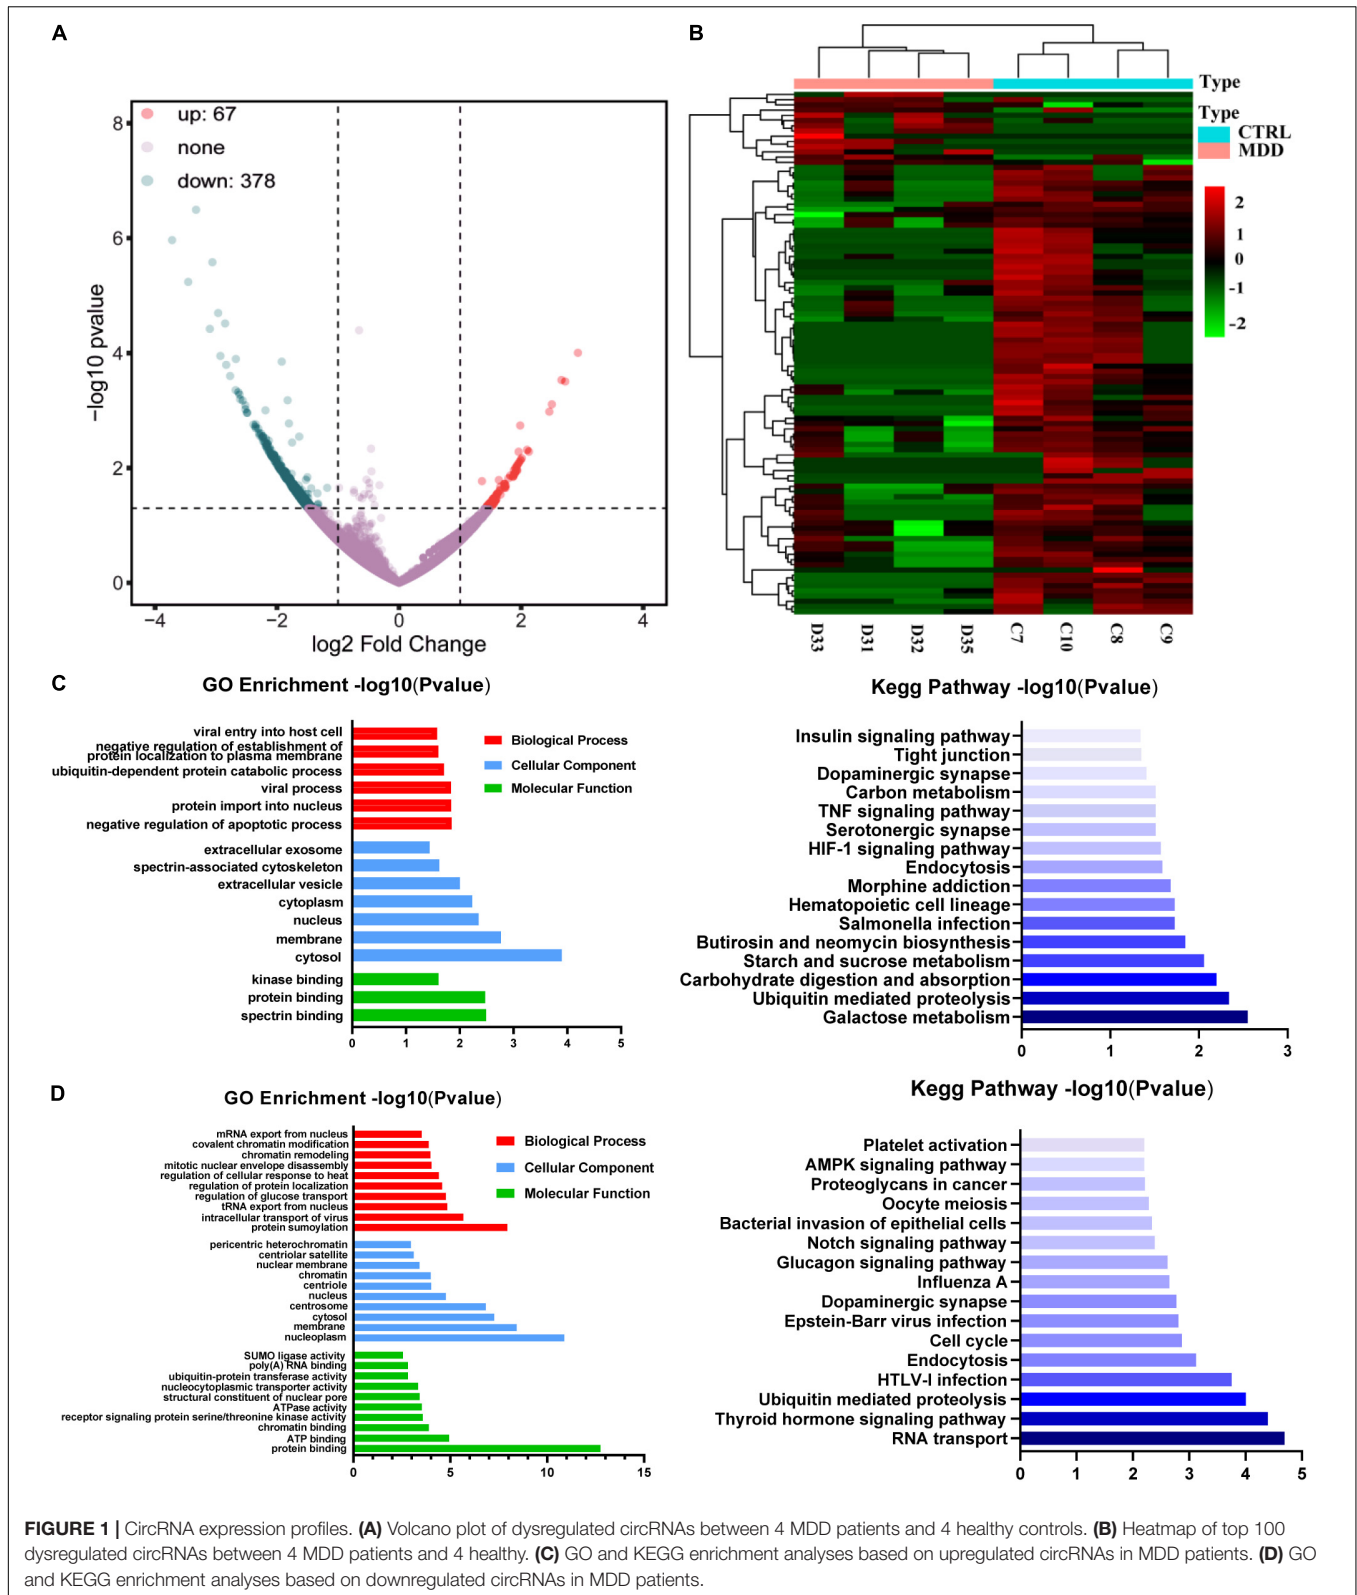 A
up: 67
none
down: 378
8
6
4
2
0
−4
−2
0
2
4
−log10 pvalue
log2 Fold Change
B
Type
Type
CTRL
MDD
2
1
0
-1
-2
D33
D31
D32
D35
C7
C10
C8
C9
C
GO Enrichment -log10(Pvalue)
viral entry into host cell
negative regulation of establishment of
protein localization to plasma membrane
ubiquitin-dependent protein catabolic process
viral process
protein import into nucleus
negative regulation of apoptotic process
extracellular exosome
spectrin-associated cytoskeleton
extracellular vesicle
cytoplasm
nucleus
membrane
cytosol
kinase binding
protein binding
spectrin binding
0 1 2 3 4 5
Biological Process
Cellular Component
Molecular Function
Kegg Pathway -log10(Pvalue)
Insulin signaling pathway
Tight junction
Dopaminergic synapse
Carbon metabolism
TNF signaling pathway
Serotonergic synapse
HIF-1 signaling pathway
Endocytosis
Morphine addiction
Hematopoietic cell lineage
Salmonella infection
Butirosin and neomycin biosynthesis
Starch and sucrose metabolism
Carbohydrate digestion and absorption
Ubiquitin mediated proteolysis
Galactose metabolism
0 1 2 3
D
GO Enrichment -log10(Pvalue)
mRNA export from nucleus
covalent chromatin modification
chromatin remodeling
mitotic nuclear envelope disassembly
regulation of cellular response to heat
regulation of protein localization
regulation of glucose transport
tRNA export from nucleus
intracellular transport of virus
protein sumoylation
pericentric heterochromatin
centriolar satellite
nuclear membrane
chromatin
centriole
nucleus
centrosome
cytosol
membrane
nucleoplasm
SUMO ligase activity
poly(A) RNA binding
ubiquitin-protein transferase activity
nucleocytoplasmic transporter activity
structural constituent of nuclear pore
ATPase activity
receptor signaling protein serine/threonine kinase activity
chromatin binding
ATP binding
protein binding
0 5 10 15
Biological Process
Cellular Component
Molecular Function
Kegg Pathway -log10(Pvalue)
Platelet activation
AMPK signaling pathway
Proteoglycans in cancer
Oocyte meiosis
Bacterial invasion of epithelial cells
Notch signaling pathway
Glucagon signaling pathway
Influenza A
Dopaminergic synapse
Epstein-Barr virus infection
Cell cycle
Endocytosis
HTLV-I infection
Ubiquitin mediated proteolysis
Thyroid hormone signaling pathway
RNA transport
0 1 2 3 4 5
FIGURE 1 | CircRNA expression profiles. (A) Volcano plot of dysregulated circRNAs between 4 MDD patients and 4 healthy controls. (B) Heatmap of top 100
dysregulated circRNAs between 4 MDD patients and 4 healthy. (C) GO and KEGG enrichment analyses based on upregulated circRNAs in MDD patients. (D) GO
and KEGG enrichment analyses based on downregulated circRNAs in MDD patients.